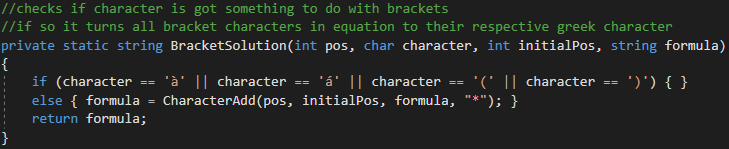 //checks if character is got something to do with brackets
//if so it turns all bracket characters in equation to their respective greek character
private static string BracketSolution(int pos, char character, int initialPos, string formula)
{
if (character == 'à' || character == 'á' || character == '(' || character == ')') { }
else { formula = CharacterAdd(pos, initialPos, formula, "*"); }
return formula;
}